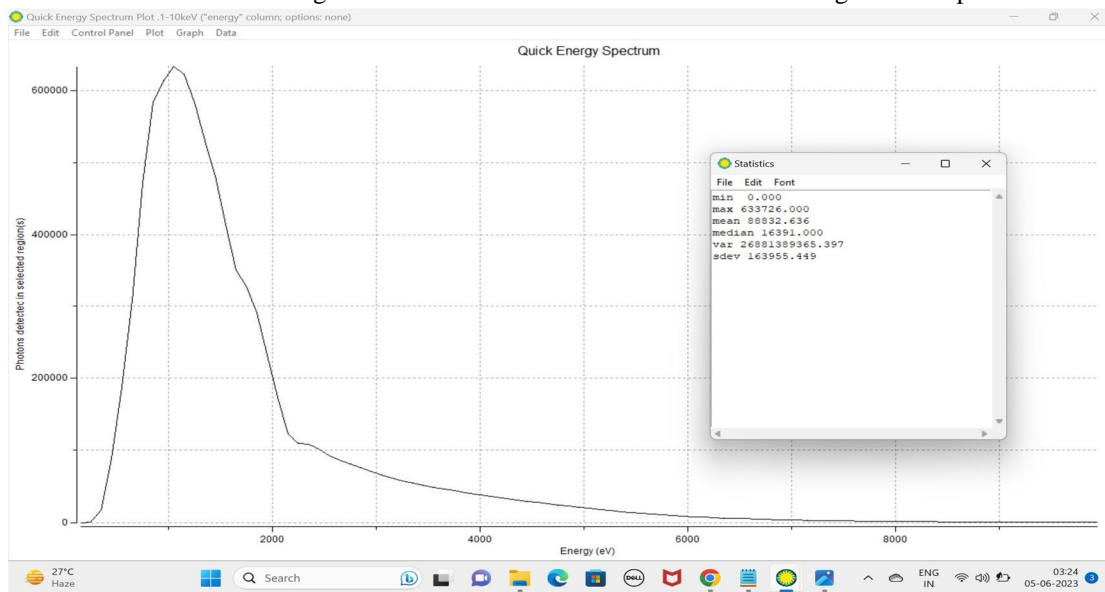 Quick Energy Spectrum Plot .1-10keV ("energy" column; options: none)
File Edit Control Panel Plot Graph Data
Quick Energy Spectrum
600000
400000
200000
0
Photons detected in selected region(s)
2000
4000
6000
8000
Energy (eV)
Statistics
File Edit Font
min 0.000
max 633726.000
mean 88832.636
median 16391.000
var 26881389365.397
sdev 163955.449
27°C
Haze
Search
DELL
ENG
IN
03:24
05-06-2023
3